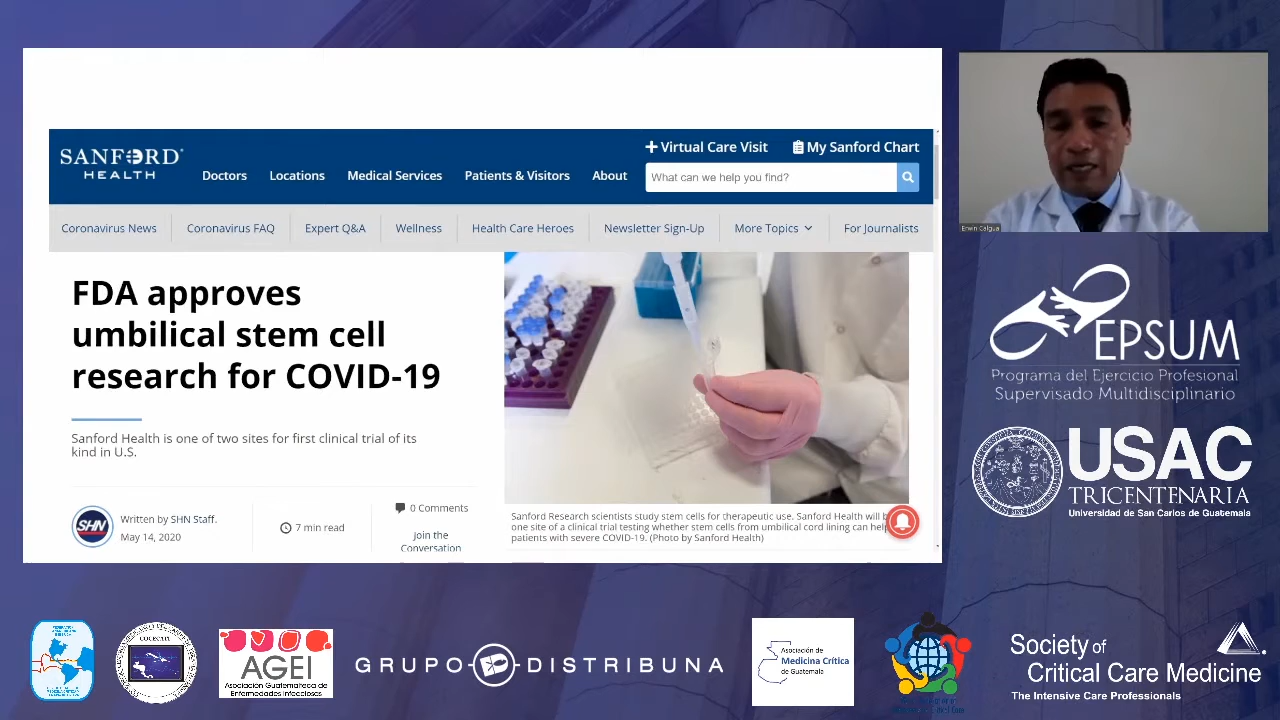 SANFORD
HEALTH
Doctors
Locations
Medical Services
Patients & Visitors
About
Virtual Care Visit
My Sanford Chart
What can we help you find?
Coronavirus News
Coronavirus FAQ
Expert Q&A
Wellness
Health Care Heroes
Newsletter Sign-Up
More Topics
For Journalists
FDA approves
umbilical stem cell
research for COVID-19
Sanford Health is one of two sites for first clinical trial of its
kind in U.S.
SHN
Written by SHN Staff.
May 14, 2020
7 min read
0 Comments
Join the
Conversation
Sanford Research scientists study stem cells for therapeutic use. Sanford Health will
one site of a clinical trial testing whether stem cells from umbilical cord lining can help
patients with severe COVID-19. (Photo by Sanford Health)
Erwin Calgua
EPSUM
Programa del Ejercicio Profesional
Supervisado Multidisciplinario
USAC
TRICENTENARIA
Universidad de San Carlos de Guatemala
AGEI
Asociación Guatemalteca de
Enfermedades Infecciosas
GRUPO DISTRIBUNA
Asociación de
Medicina Crítica
de Guatemala
Society of
Critical Care Medicine
The Intensive Care Professionals